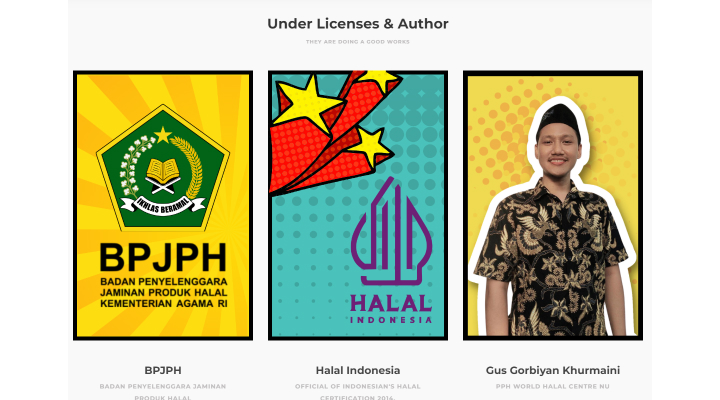 Under Licenses & Author
THEY ARE DOING A GOOD WORKS
IKHLAS BERAMAL
BPJPH
BADAN PENYELENGGARA
JAMINAN PRODUK HALAL
KEMENTERIAN AGAMA RI
HALAL
INDONESIA
BPJPH
BADAN PENYELENGGARA JAMINAN
PRODUK HALAL
Halal Indonesia
OFFICIAL OF INDONESIAN'S HALAL
CERTIFICATION 2014.
Gus Gorbiyan Khurmaini
PPH WORLD HALAL CENTRE NU